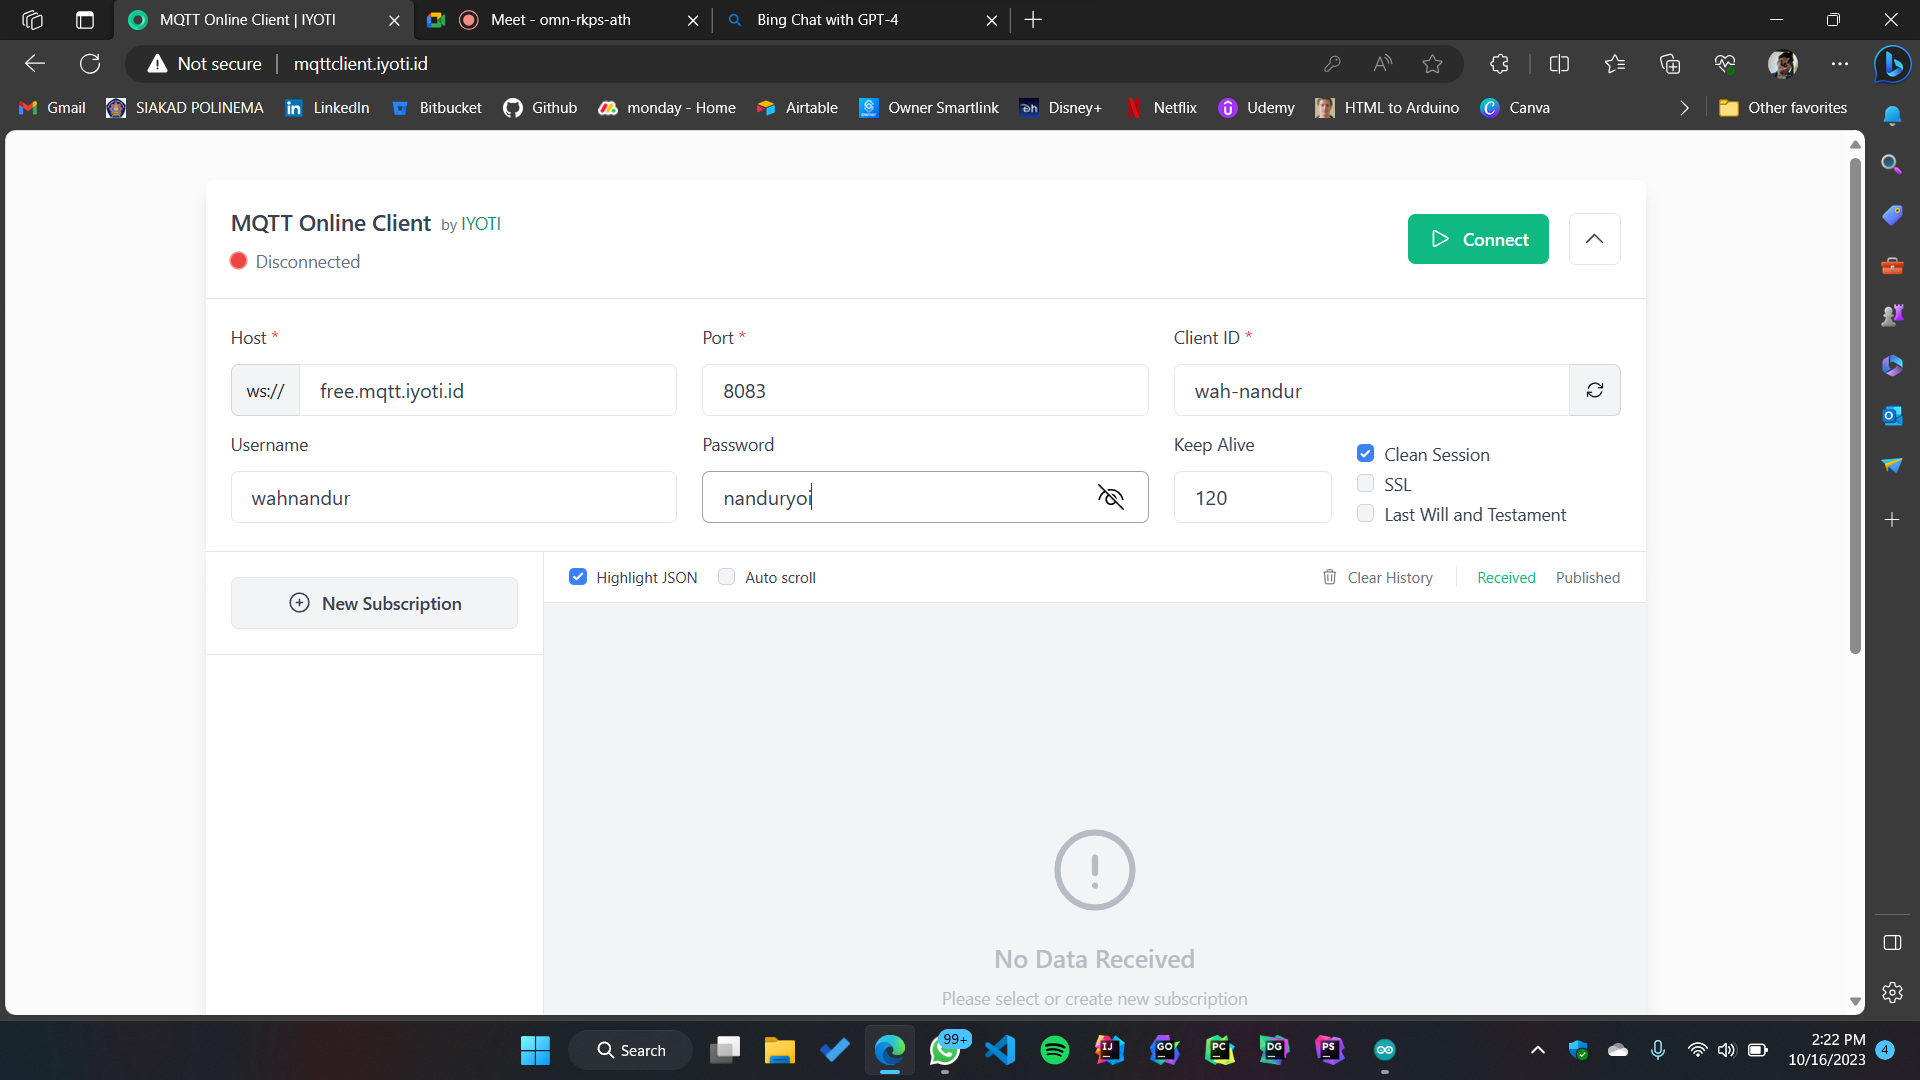 MQTT Online Client | IYOTI
Meet - omn-rkps-ath
Bing Chat with GPT-4
Not secure
mqttclient.iyoti.id
Gmail
SIAKAD POLINEMA
LinkedIn
Bitbucket
Github
monday - Home
Airtable
Owner Smartlink
Disney+
Netflix
Udemy
HTML to Arduino
Canva
Other favorites
MQTT Online Client by IYOTI
Disconnected
Connect
Host *
Port *
Client ID *
ws://
free.mqtt.iyoti.id
8083
wah-nandur
Username
Password
Keep Alive
wahnandur
nanduryoi
120
Clean Session
SSL
Last Will and Testament
New Subscription
Highlight JSON
Auto scroll
Clear History
Received
Published
No Data Received
Please select or create new subscription
Search
99+
IJ
GO
PC
DG
PS
2:22 PM
10/16/2023
4